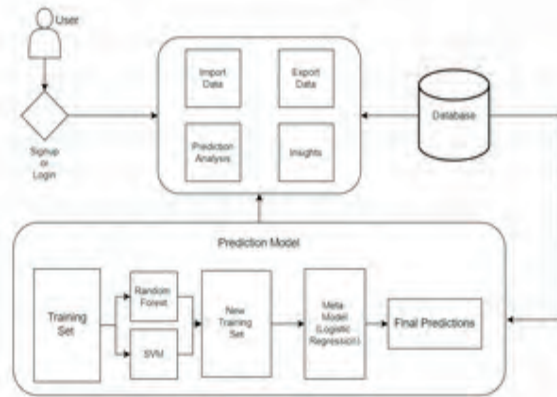 User
Import
Data
Export
Data
Signup
or
Login
Prediction
Analysis
Insights
Database
Prediction Model
Training
Set
Random
Forest
SVM
New
Training
Set
Meta
Model
(Logistic
Regression)
Final Predictions